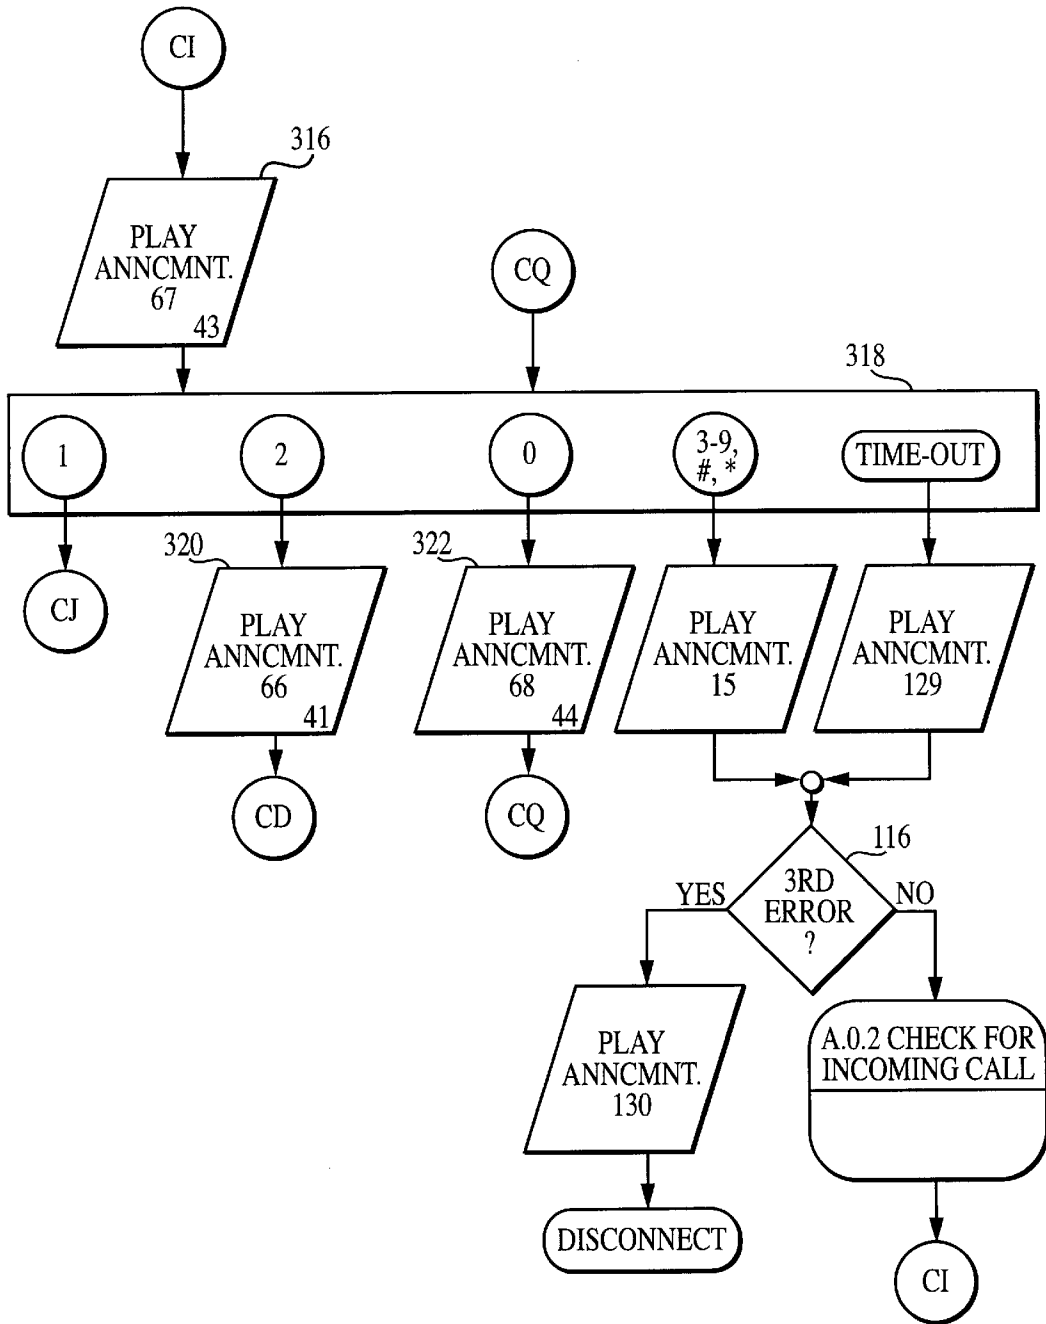 CI
316
PLAY
ANNCMNT.
67
43
CQ
318
1
2
0
3-9,
#, *
TIME-OUT
CJ
320
PLAY
ANNCMNT.
66
41
CD
322
PLAY
ANNCMNT.
68
44
CQ
PLAY
ANNCMNT.
15
PLAY
ANNCMNT.
129
116
3RD
ERROR
?
YES
NO
PLAY
ANNCMNT.
130
DISCONNECT
A.0.2 CHECK FOR
INCOMING CALL
CI